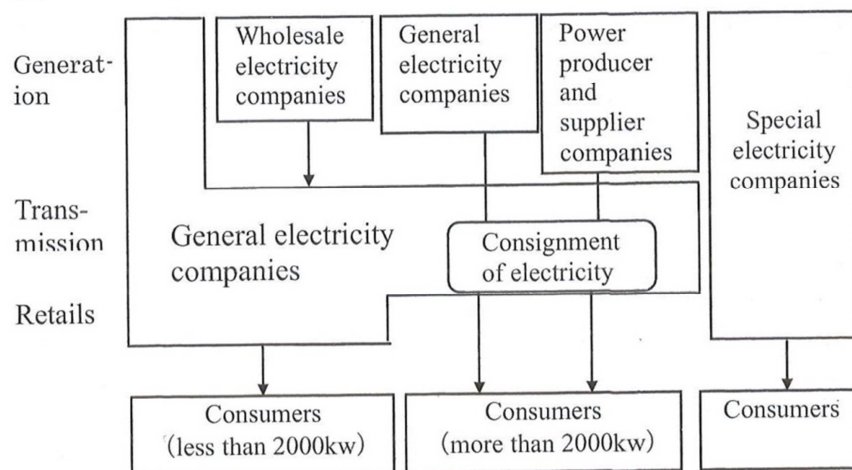 Generat-
ion
Wholesale
electricity
companies
General
electricity
companies
Power
producer
and
supplier
companies
Special
electricity
companies
Trans-
mission
General electricity
companies
Consignment
of electricity
Retails
Consumers
(less than 2000kw)
Consumers
(more than 2000kw)
Consumers